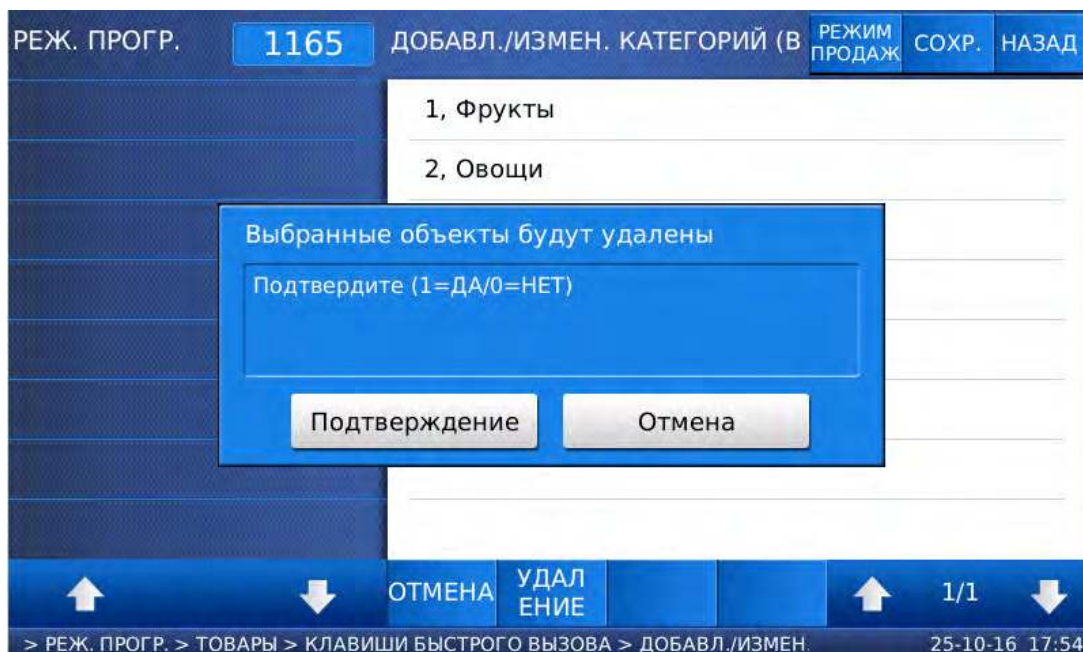 РЕЖ. ПРОГР. 1165 ДОБАВЛ./ИЗМЕН. КАТЕГОРИЙ (В РЕЖИМ ПРОДАЖ СОХР. НАЗАД
1, Фрукты
2, Овощи
Выбранные объекты будут удалены
Подтвердите (1=ДА/0=НЕТ)
Подтверждение Отмена
ОТМЕНА УДАЛ ЕНИЕ 1/1
> РЕЖ. ПРОГР. > ТОВАРЫ > КЛАВИШИ БЫСТРОГО ВЫЗОВА > ДОБАВЛ./ИЗМЕН. 25-10-16 17:54